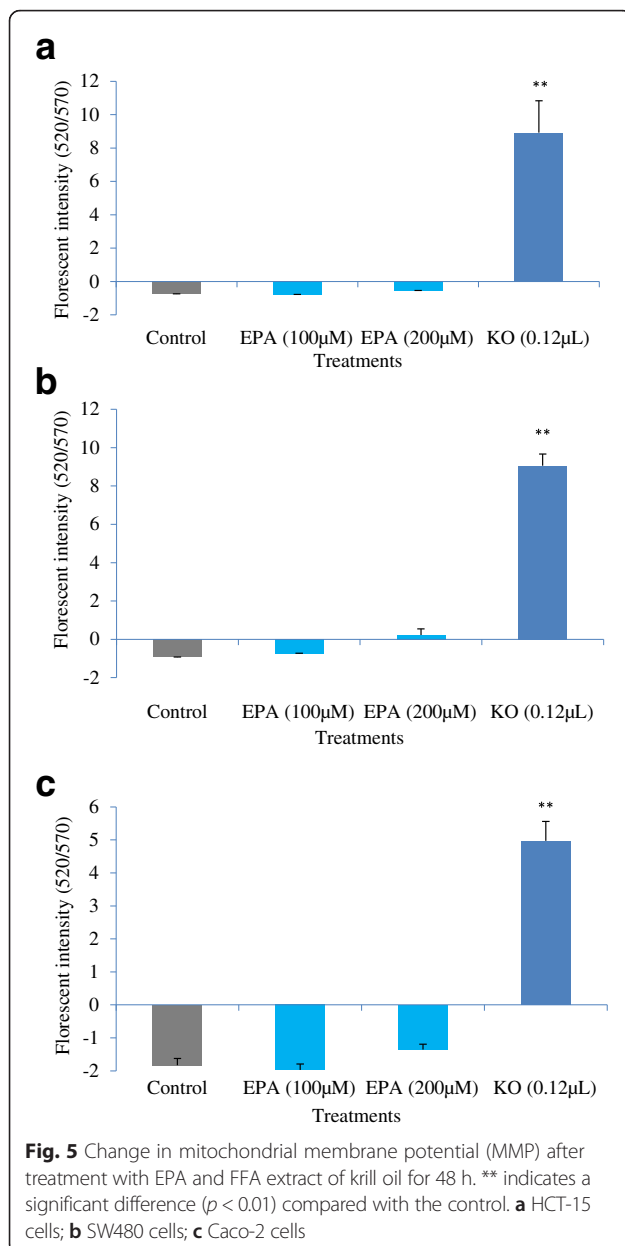 a
Florescent intensity (520/570)
12
10
8
6
4
2
0
-2
**
Control EPA (100µM) EPA (200µM) KO (0.12µL)
Treatments
b
Florescent intensity (520/570)
12
10
8
6
4
2
0
-2
**
Control EPA (100µM) EPA (200µM) KO (0.12µL)
Treatments
c
Florescent intensity (520/570)
6
5
4
3
2
1
0
-1
-2
**
Control EPA (100µM) EPA (200µM) KO (0.12µL)
Treatments
Fig. 5 Change in mitochondrial membrane potential (MMP) after
treatment with EPA and FFA extract of krill oil for 48 h. ** indicates a
significant difference (p < 0.01) compared with the control. a HCT-15
cells; b SW480 cells; c Caco-2 cells